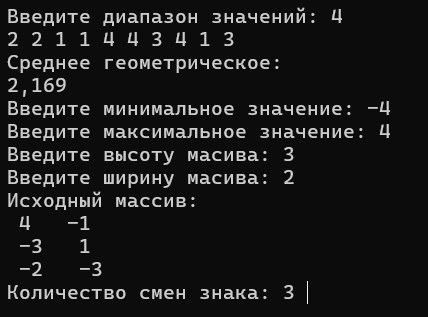 Введите диапазон значений: 4
2 2 1 1 4 4 3 4 1 3
Среднее геометрическое:
2,169
Введите минимальное значение: -4
Введите максимальное значение: 4
Введите высоту масива: 3
Введите ширину масива: 2
Исходный массив:
4 -1
-3 1
-2 -3
Количество смен знака: 3